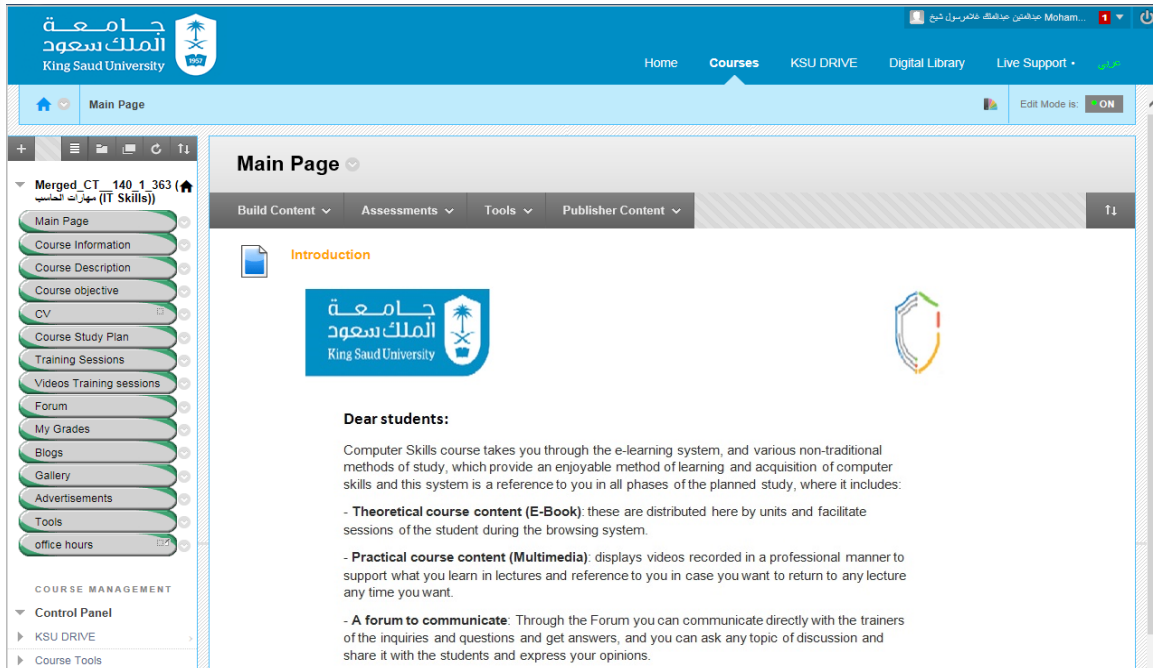 جامعة
الملك سعود
King Saud University
1957
عبدالمتين عبدالملك غلام رسول شيخ Moham...
1
Home
Courses
KSU DRIVE
Digital Library
Live Support
عربي
Main Page
Edit Mode is:
ON
Merged_CT__140_1_363 (
مهارات الحاسب (IT Skills))
Main Page
Course Information
Course Description
Course objective
CV
Course Study Plan
Training Sessions
Videos Training sessions
Forum
My Grades
Blogs
Gallery
Advertisements
Tools
office hours
COURSE MANAGEMENT
Control Panel
KSU DRIVE
Course Tools
Main Page
Build Content
Assessments
Tools
Publisher Content
Introduction
جامعة
الملك سعود
King Saud University
1957
Dear students:
Computer Skills course takes you through the e-learning system, and various non-traditional
methods of study, which provide an enjoyable method of learning and acquisition of computer
skills and this system is a reference to you in all phases of the planned study, where it includes:
- Theoretical course content (E-Book): these are distributed here by units and facilitate
sessions of the student during the browsing system.
- Practical course content (Multimedia): displays videos recorded in a professional manner to
support what you learn in lectures and reference to you in case you want to return to any lecture
any time you want.
- A forum to communicate: Through the Forum you can communicate directly with the trainers
of the inquiries and questions and get answers, and you can ask any topic of discussion and
share it with the students and express your opinions.